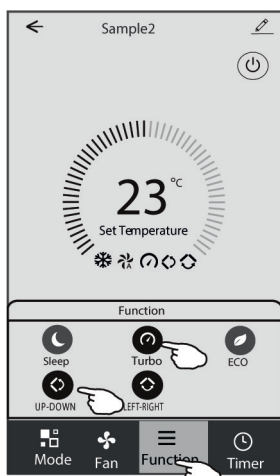 Sample2
23 °C
Set Temperature
A
Function
Sleep Turbo ECO
UP-DOWN LEFT-RIGHT
Mode Fan Function Timer